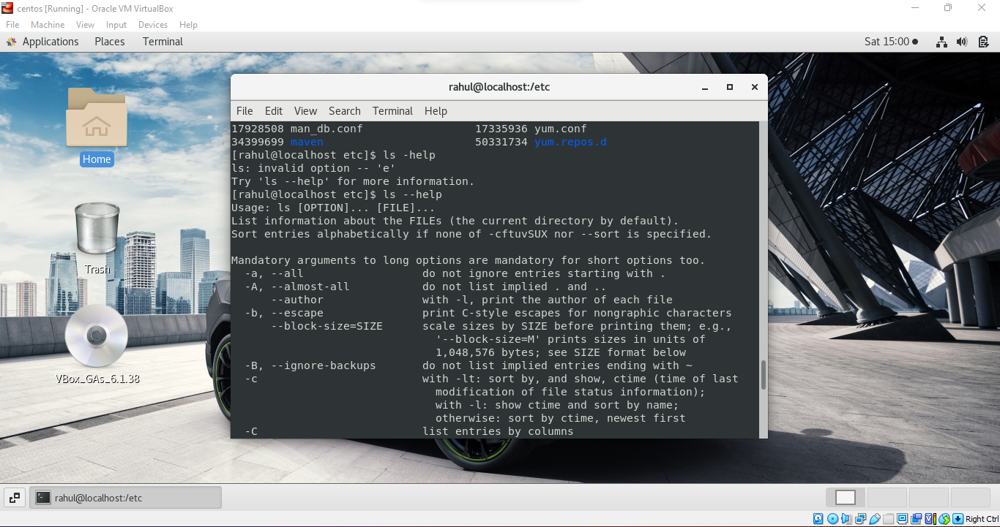 centos [Running] - Oracle VM VirtualBox
File Machine View Input Devices Help
Applications Places Terminal Sat 15:00
Home
Trash
VBox_GAs_6.1.38
rahul@localhost:/etc
File Edit View Search Terminal Help
17928508 man_db.conf 17335936 yum.conf
34399699 maven 50331734 yum.repos.d
[rahul@localhost etc]$ ls -help
ls: invalid option -- 'e'
Try 'ls --help' for more information.
[rahul@localhost etc]$ ls --help
Usage: ls [OPTION]... [FILE]...
List information about the FILEs (the current directory by default).
Sort entries alphabetically if none of -cftuvSUX nor --sort is specified.
Mandatory arguments to long options are mandatory for short options too.
-a, --all do not ignore entries starting with .
-A, --almost-all do not list implied . and ..
--author with -l, print the author of each file
-b, --escape print C-style escapes for nongraphic characters
--block-size=SIZE scale sizes by SIZE before printing them; e.g.,
'--block-size=M' prints sizes in units of
1,048,576 bytes; see SIZE format below
-B, --ignore-backups do not list implied entries ending with ~
-c with -lt: sort by, and show, ctime (time of last
modification of file status information);
with -l: show ctime and sort by name;
otherwise: sort by ctime, newest first
-C list entries by columns
rahul@localhost:/etc
Right Ctrl